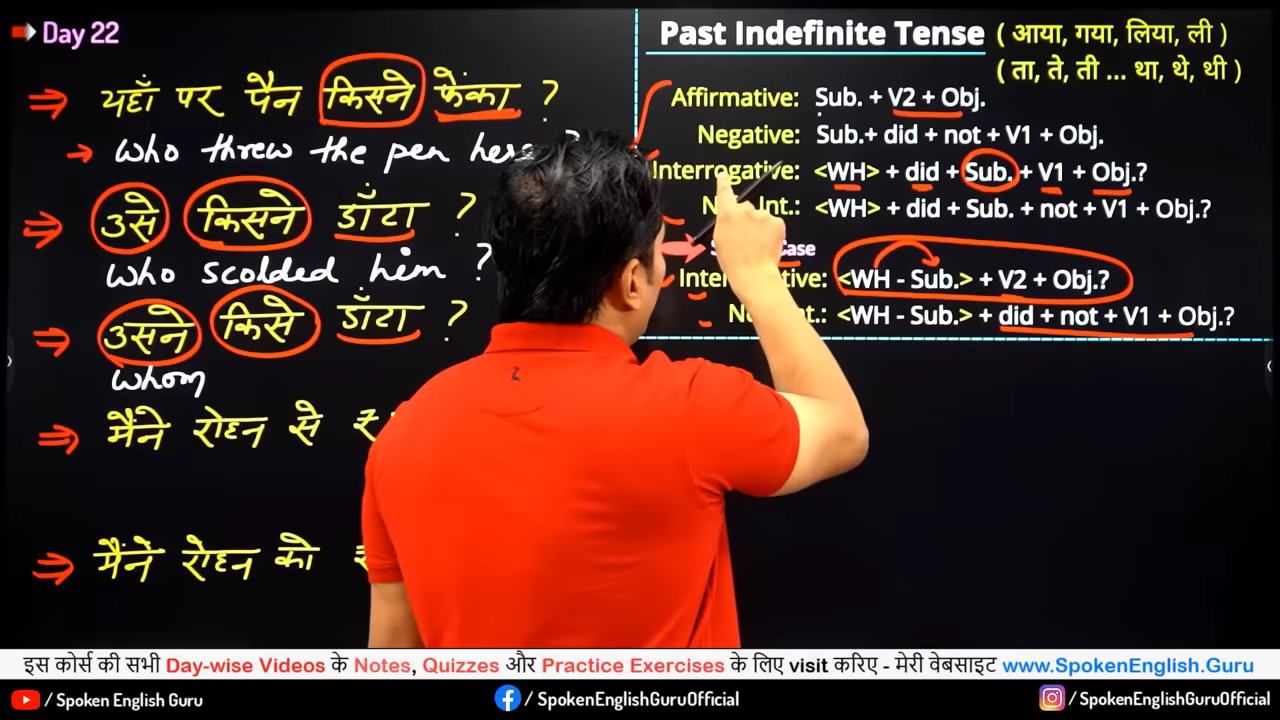 Day 22
यहाँ पर पैन किसने फेंका ?
who threw the pen here ?
उसे किसने डाँटा ?
who scolded him ?
उसने किसे डाँटा ?
whom
मैंने रोहन से
मैंने रोहन को
Past Indefinite Tense ( आया, गया, लिया, ली )
( ता, ते, ती ... था, थे, थी )
Affirmative: Sub. + V2 + Obj.
Negative: Sub.+ did + not + V1 + Obj.
Interrogative: <WH> + did + Sub. + V1 + Obj.?
Int.: <WH> + did + Sub. + not + V1 + Obj.?
Case
<WH - Sub.> + V2 + Obj.?
<WH - Sub.> + did + not + V1 + Obj.?
इस कोर्स की सभी Day-wise Videos के Notes, Quizzes और Practice Exercises के लिए visit करिए - मेरी वेबसाइट www.SpokenEnglish.Guru
/ Spoken English Guru
/ SpokenEnglishGuruOfficial
/ SpokenEnglishGuruOfficial